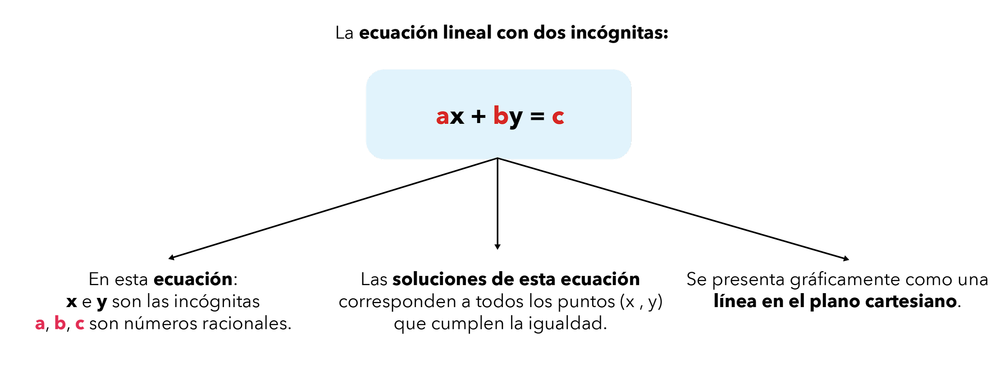 La ecuación lineal con dos incógnitas:
ax + by = c
En esta ecuación:
x e y son las incógnitas
a, b, c son números racionales.
Las soluciones de esta ecuación
corresponden a todos los puntos (x , y)
que cumplen la igualdad.
Se presenta gráficamente como una
línea en el plano cartesiano.